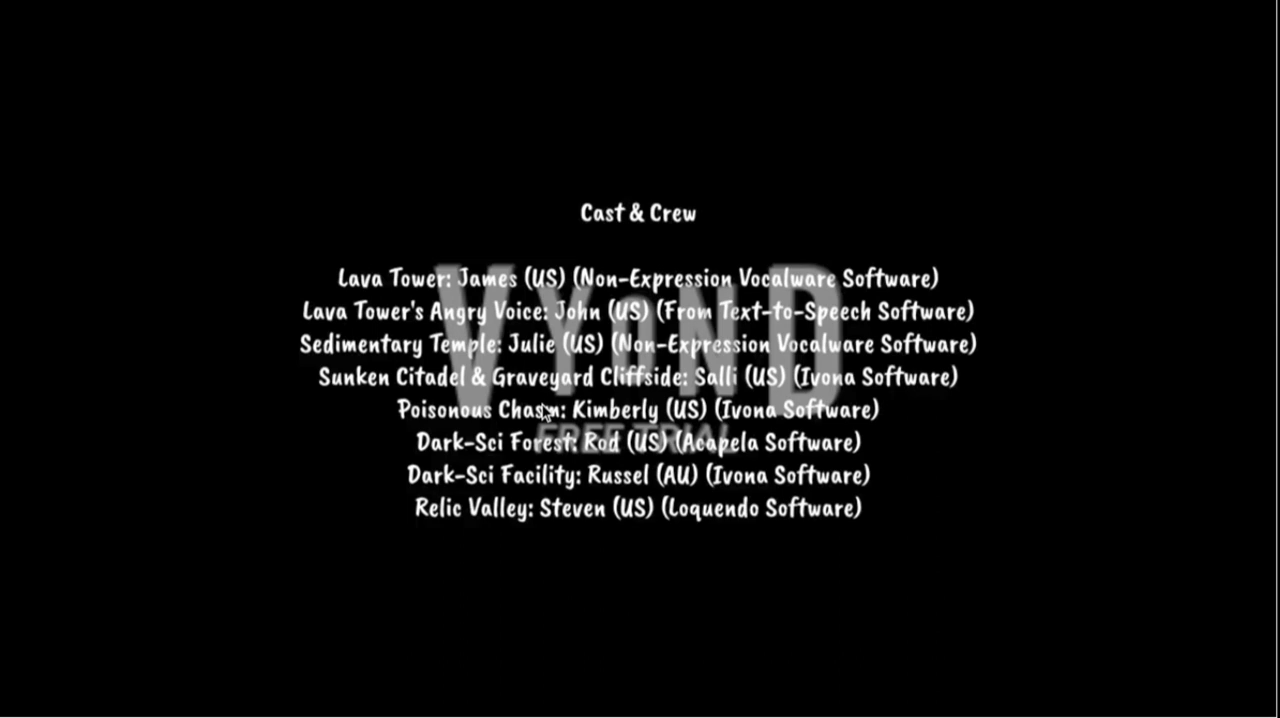 Cast & Crew
Lava Tower: James (US) (Non-Expression Vocalware Software)
Lava Tower's Angry Voice: John (US) (From Text-to-Speech Software)
Sedimentary Temple: Julie (US) (Non-Expression Vocalware Software)
Sunken Citadel & Graveyard Cliffside: Salli (US) (Ivona Software)
Poisonous Chasm: Kimberly (US) (Ivona Software)
Dark-Sci Forest: Rod (US) (Acapela Software)
Dark-Sci Facility: Russel (AU) (Ivona Software)
Relic Valley: Steven (US) (Loquendo Software)
VYOND
FREE TRIAL